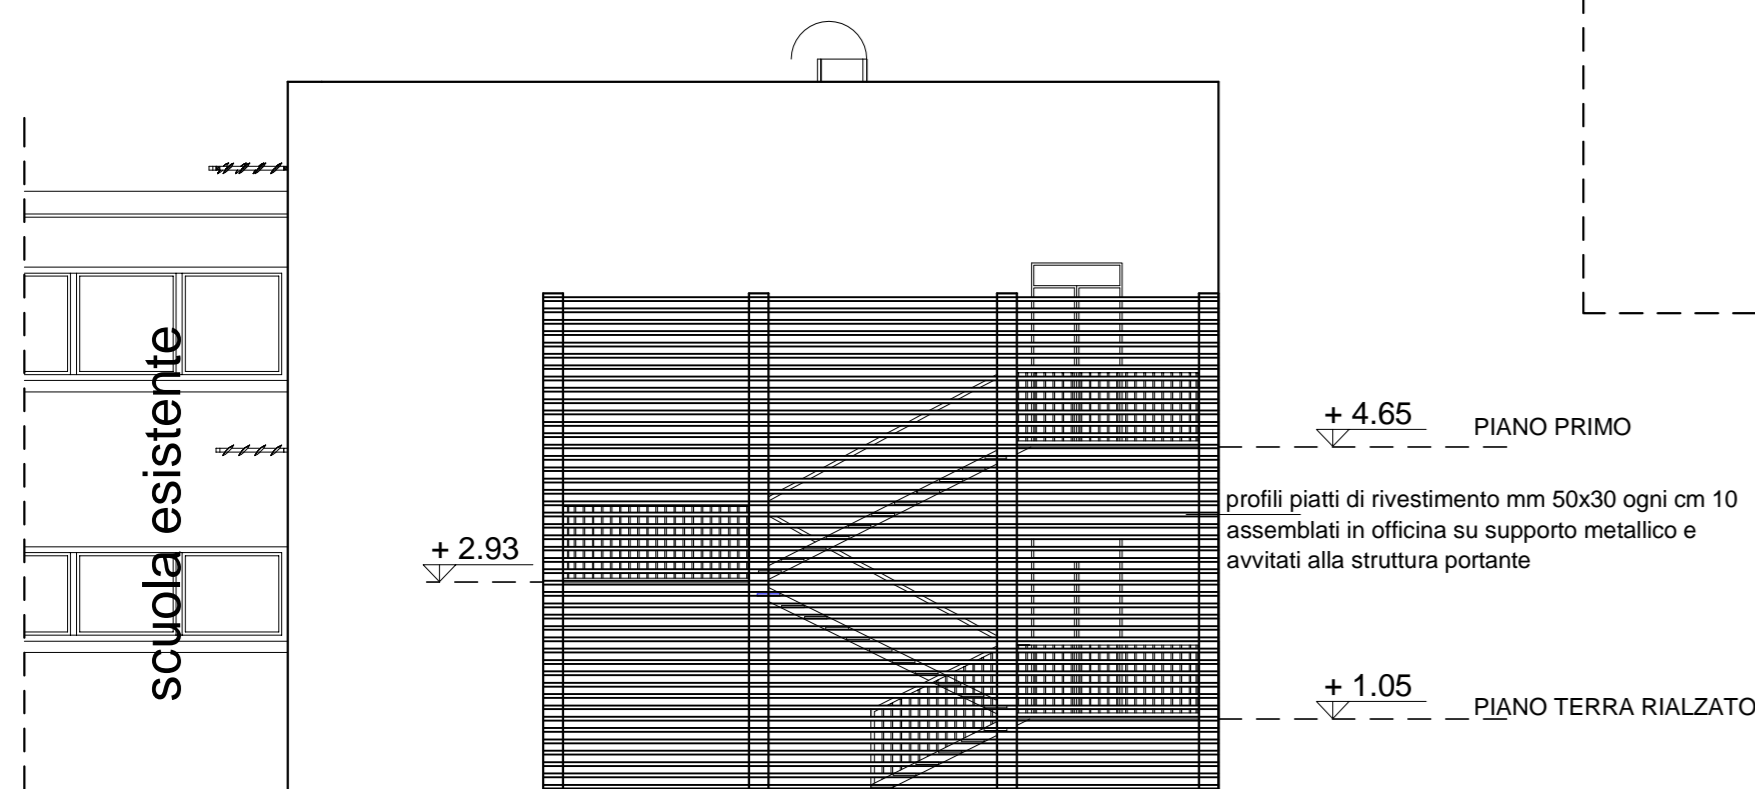 scuola esistente
+ 4.65
PIANO PRIMO
profili piatti di rivestimento mm 50x30 ogni cm 10
assemblati in officina su supporto metallico e
avvitati alla struttura portante
+ 2.93
+ 1.05
PIANO TERRA RIALZATO